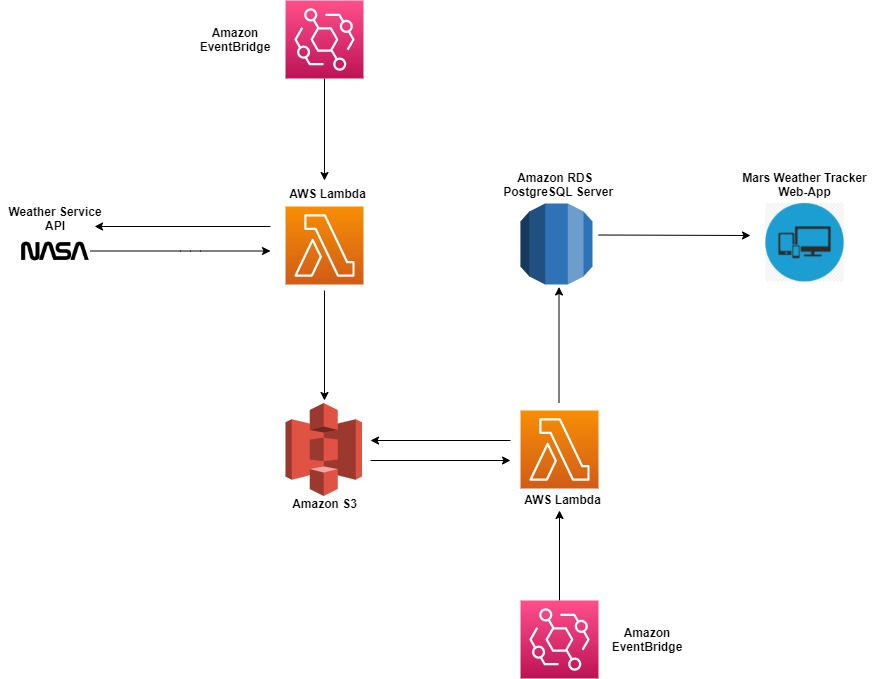 Amazon
EventBridge
AWS Lambda
Weather Service
API
NASA
Amazon RDS
PostgreSQL Server
Mars Weather Tracker
Web-App
Amazon S3
AWS Lambda
Amazon
EventBridge